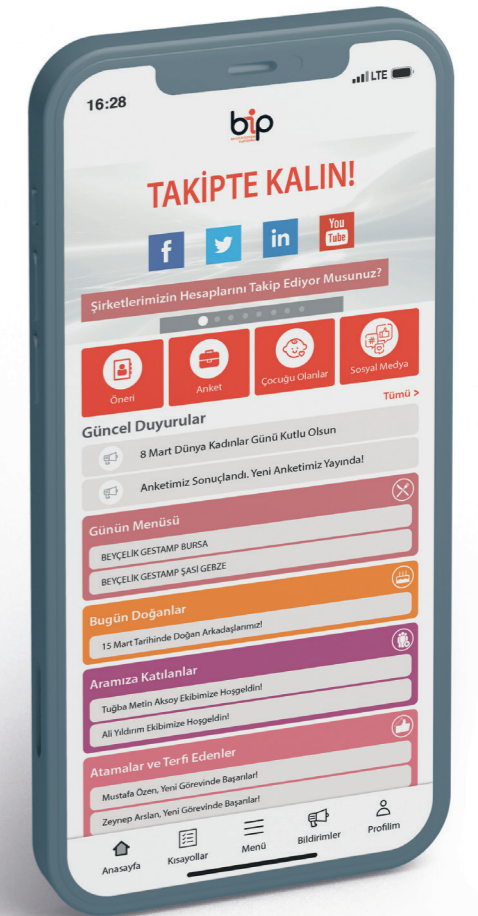 16:28
LTE
bip
TAKİPTE KALIN!
f
in
You
Tube
Şirketlerimizin Hesaplarını Takip Ediyor Musunuz?
Öneri
Anket
Çocuğu Olanlar
#
Sosyal Medya
Tümü >
Güncel Duyurular
8 Mart Dünya Kadınlar Günü Kutlu Olsun
Anketimiz Sonuçlandı. Yeni Anketimiz Yayında!
Günün Menüsü
BEYÇELİK GESTAMP BURSA
BEYÇELİK GESTAMP ŞASİ GEBZE
Bugün Doğanlar
15 Mart Tarihinde Doğan Arkadaşlarımız!
Aramıza Katılanlar
Tuğba Metin Aksoy Ekibimize Hoşgeldin!
Ali Yıldırım Ekibimize Hoşgeldin!
Atamalar ve Terfi Edenler
Mustafa Özen, Yeni Görevinde Başarılar!
Zeynep Arslan, Yeni Görevinde Başarılar!
Anasayfa
Kısayollar
Menü
Bildirimler
Profilim